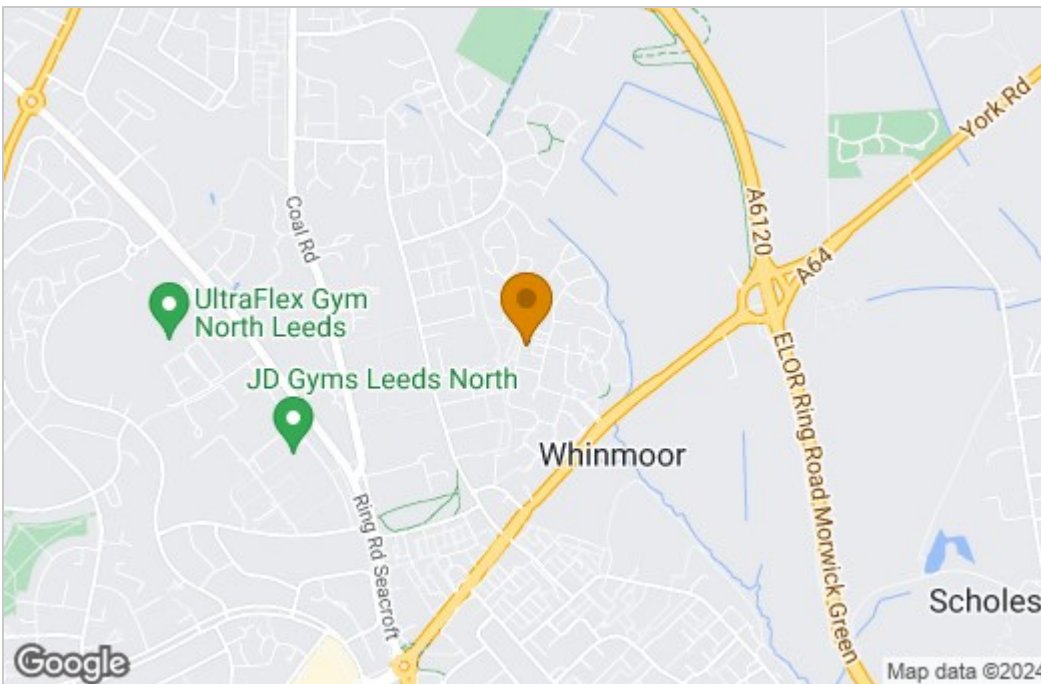 York Rd
A6120
A64
Coal Rd
UltraFlex Gym
North Leeds
JD Gyms Leeds North
ELOR Ring Road Morwick Green
Whinmoor
Ring Rd Seacroft
Scholes
Google
Map data ©2024